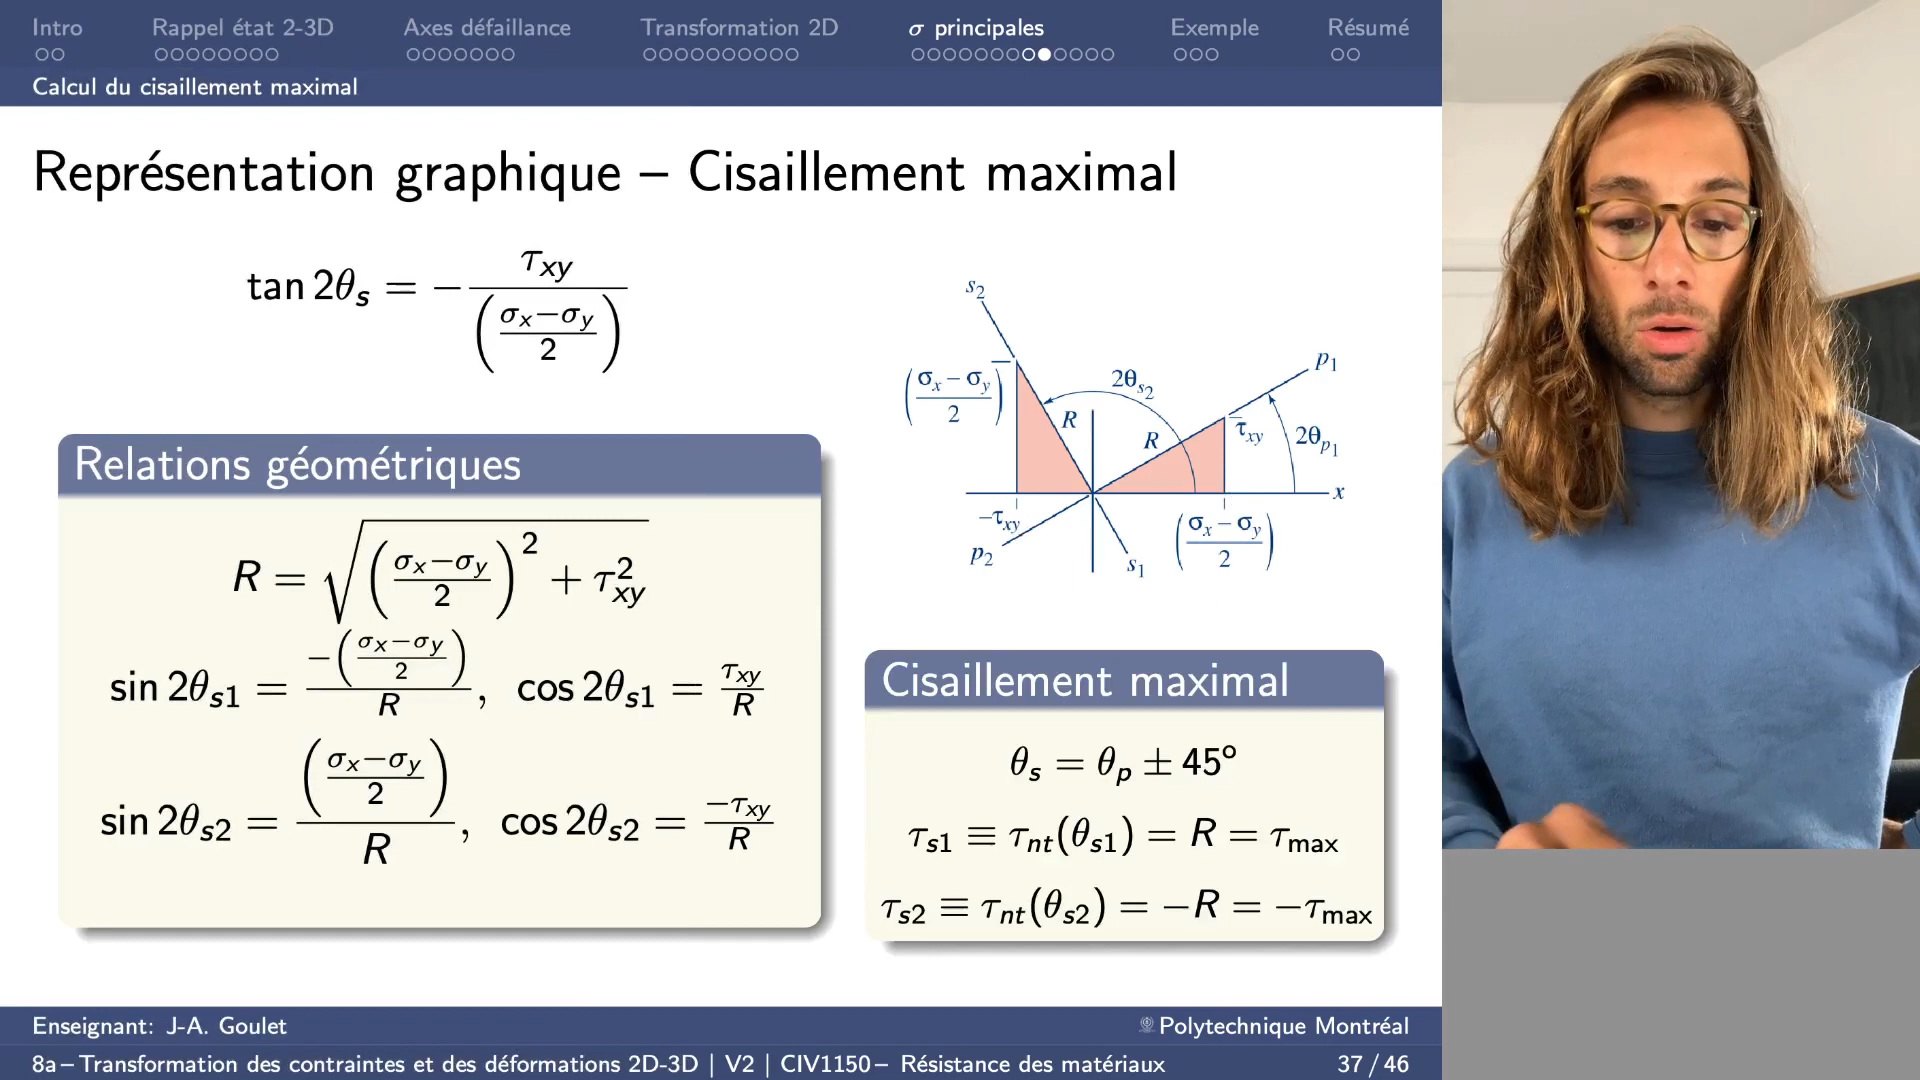 Intro Rappel état 2-3D Axes défaillance Transformation 2D σ principales Exemple Résumé
Calcul du cisaillement maximal
Représentation graphique – Cisaillement maximal
tan 2θs = − τxy / ((σx−σy)/2)
s2
p1
((σx − σy)/2)
2θs2
R
R
τxy
2θp1
x
−τxy
((σx − σy)/2)
p2
s1
Relations géométriques
R = √(((σx−σy)/2)² + τ²xy)
sin 2θs1 = −((σx−σy)/2)/R, cos 2θs1 = τxy/R
sin 2θs2 = ((σx−σy)/2)/R, cos 2θs2 = −τxy/R
Cisaillement maximal
θs = θp ± 45°
τs1 ≡ τnt(θs1) = R = τmax
τs2 ≡ τnt(θs2) = −R = −τmax
Enseignant: J-A. Goulet Polytechnique Montréal
8a – Transformation des contraintes et des déformations 2D-3D | V2 | CIV1150 – Résistance des matériaux 37 / 46